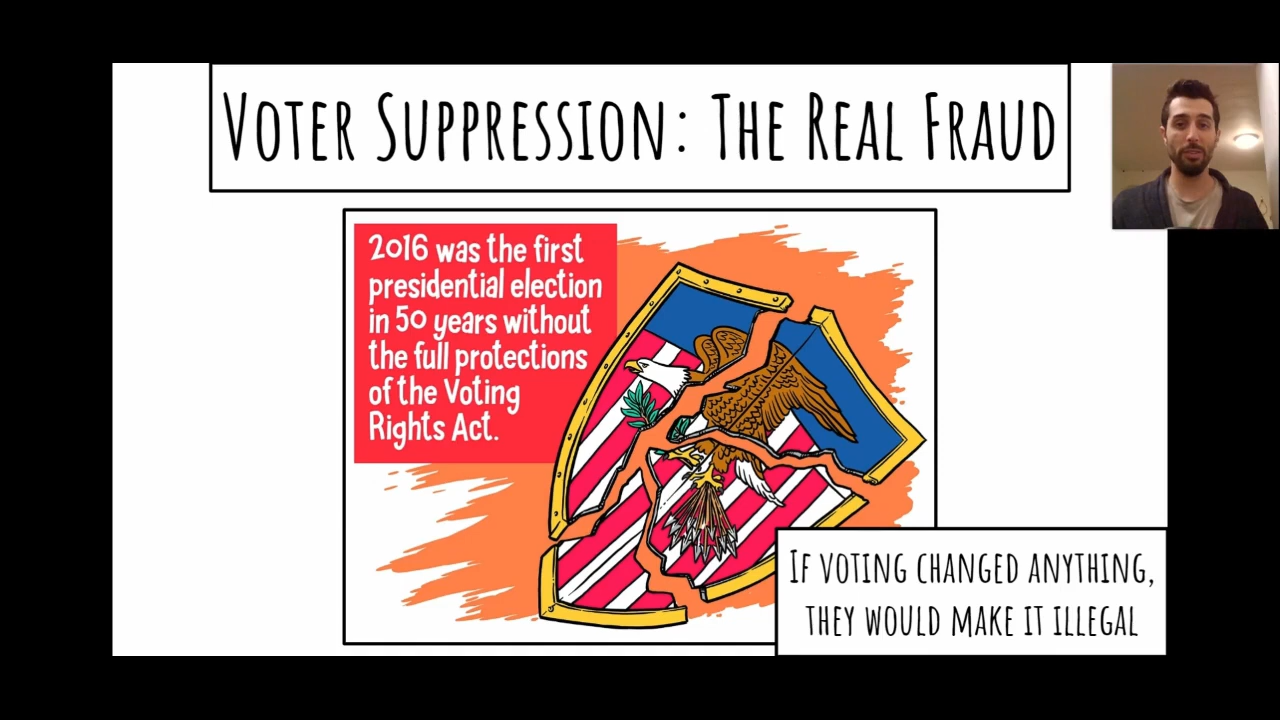 Voter Suppression: The Real Fraud
2016 was the first
presidential election
in 50 years without
the full protections
of the Voting
Rights Act.
If voting changed anything,
they would make it illegal